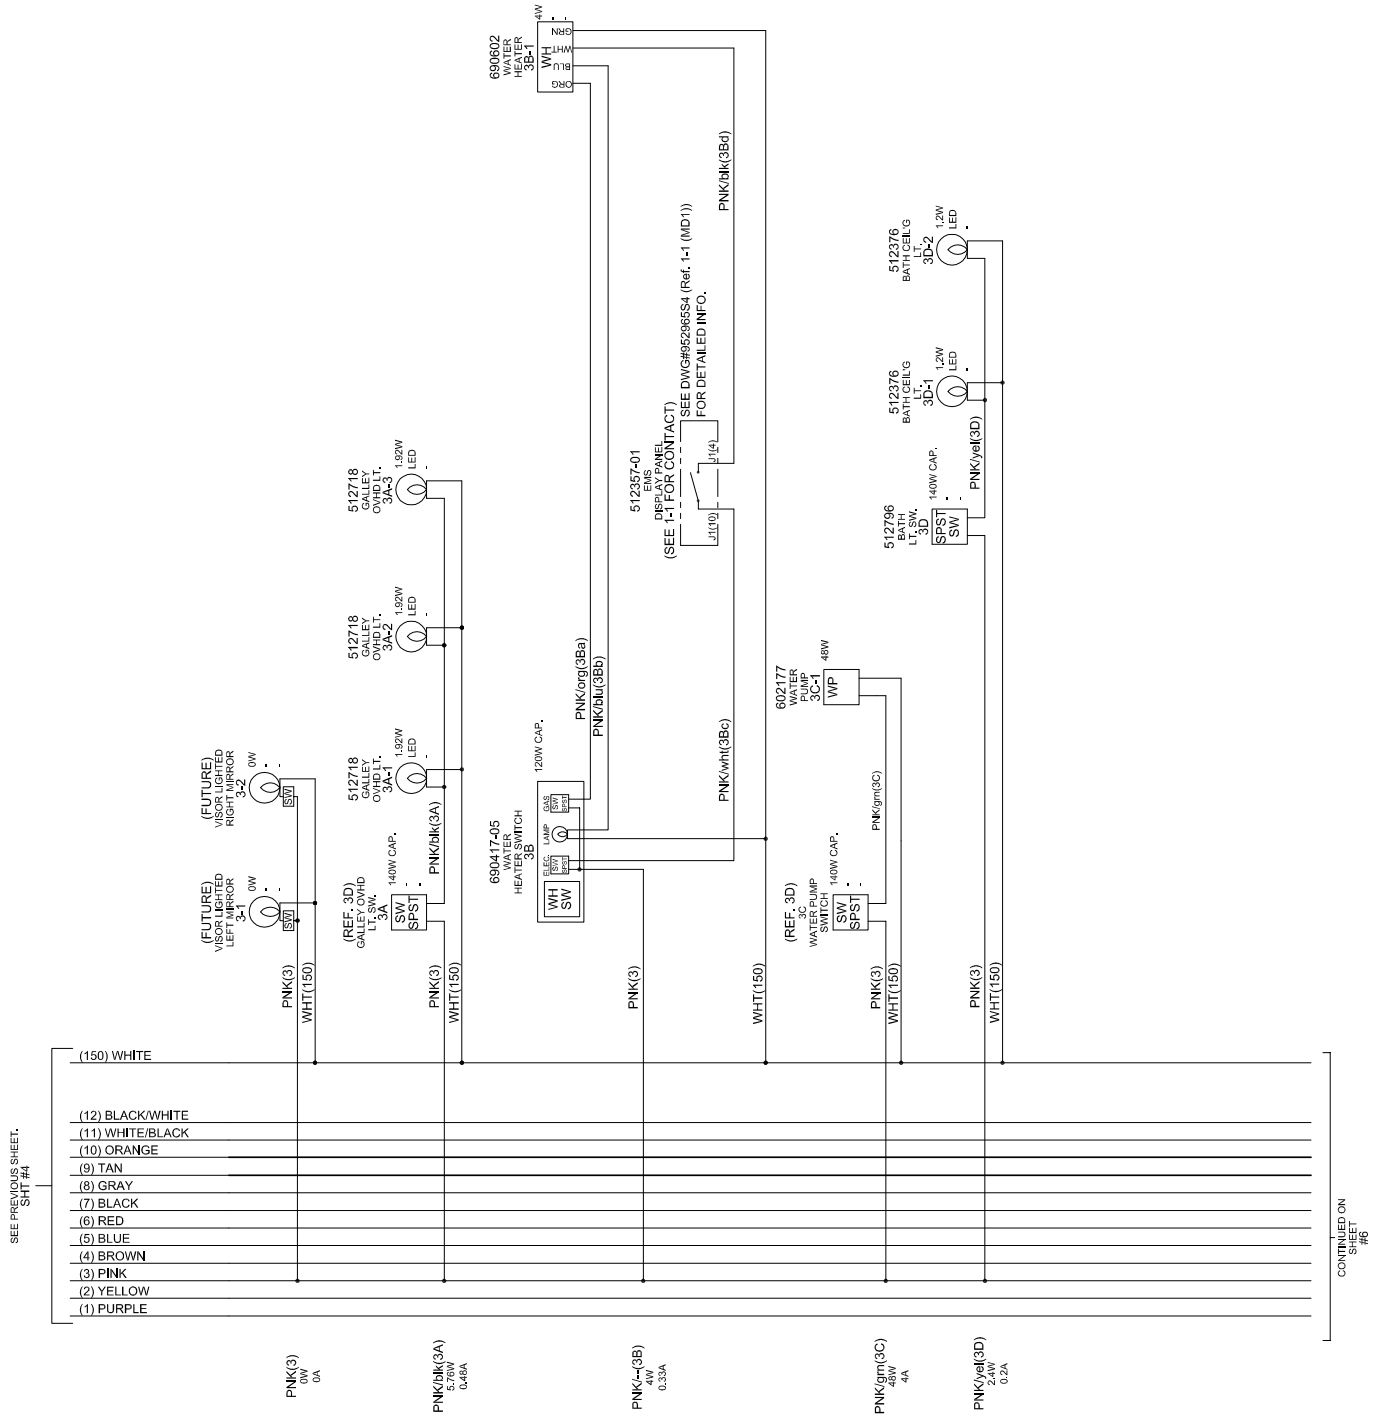 690602
WATER
HEATER
3B-1
4W
-
-
WH
GRN
WHT
BLU
ORG
PNK/blk(3Bd)
512376
BATH CEIL'G
LT.
3D-2
1.2W
LED
-
512376
BATH CEIL'G
LT.
3D-1
1.2W
LED
-
SEE DWG#952965S4 (Ref. 1-1 (MD1))
FOR DETAILED INFO.
512357-01
EMS
DISPLAY PANEL
(SEE 1-1 FOR CONTACT)
J1(4)
J1(10)
512718
GALLEY
OVHD LT.
3A-3
1.92W
LED
-
512718
GALLEY
OVHD LT.
3A-2
1.92W
LED
-
512718
GALLEY
OVHD LT.
3A-1
1.92W
LED
-
PNK/yel(3D)
512796
BATH
LT. SW.
3D
140W CAP.
-
-
SPST
SW
PNK/org(3Ba)
PNK/blu(3Bb)
602177
WATER
PUMP
3C-1
48W
WP
(FUTURE)
VISOR LIGHTED
RIGHT MIRROR
3-2
0W
-
-
SW
(FUTURE)
VISOR LIGHTED
LEFT MIRROR
3-1
0W
-
-
SW
PNK/blk(3A)
(REF. 3D)
GALLEY OVHD
LT. SW.
3A
140W CAP.
-
-
SW
SPST
690417-05
WATER
HEATER SWITCH
3B
120W CAP.
GAS
SW
SPST
LAMP
ELEC.
SW
SPST
WH
SW
PNK/wht(3Bc)
PNK/grn(3C)
(REF. 3D)
3C
WATER PUMP
SWITCH
140W CAP.
-
-
SW
SPST
PNK(3)
WHT(150)
PNK(3)
WHT(150)
PNK(3)
WHT(150)
PNK(3)
WHT(150)
PNK(3)
WHT(150)
SEE PREVIOUS SHEET.
SHT #4
(150) WHITE
(12) BLACK/WHITE
(11) WHITE/BLACK
(10) ORANGE
(9) TAN
(8) GRAY
(7) BLACK
(6) RED
(5) BLUE
(4) BROWN
(3) PINK
(2) YELLOW
(1) PURPLE
CONTINUED ON
SHEET
#6
PNK(3)
0W
0A
PNK/blk(3A)
5.76W
0.48A
PNK/--(3B)
4W
0.33A
PNK/grn(3C)
48W
4A
PNK/yel(3D)
2.4W
0.2A